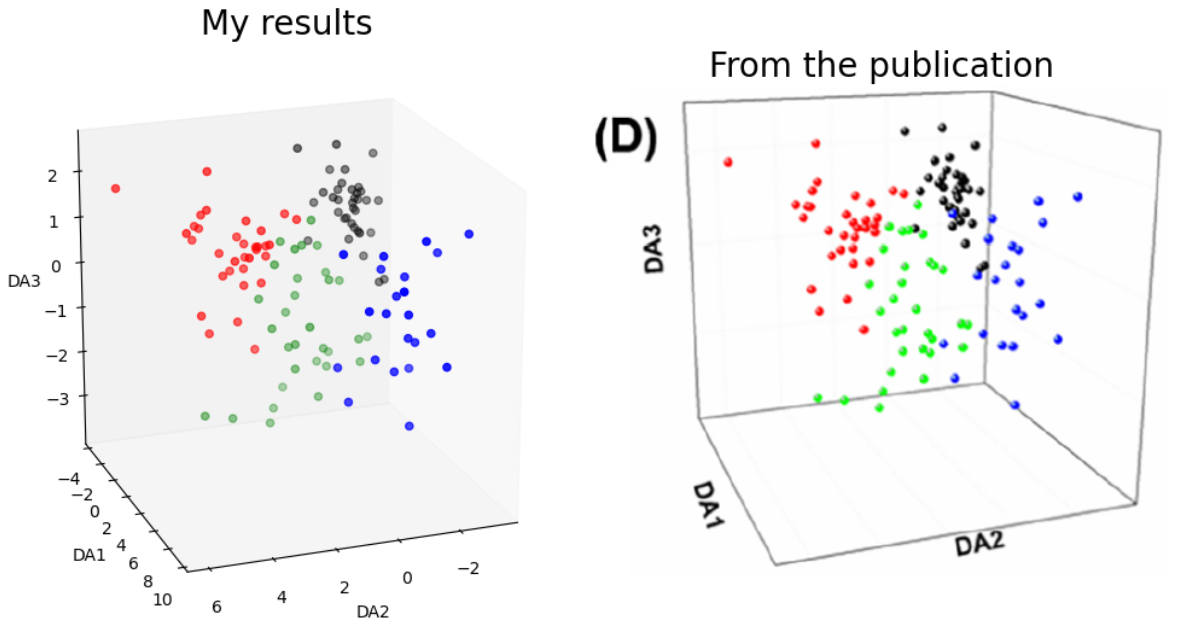 My results
From the publication
(D)
2
1
0
−1
−2
−3
DA3
−4
−2
0
2
4
6
8
10
DA1
6
4
2
0
−2
DA2
DA3
DA1
DA2